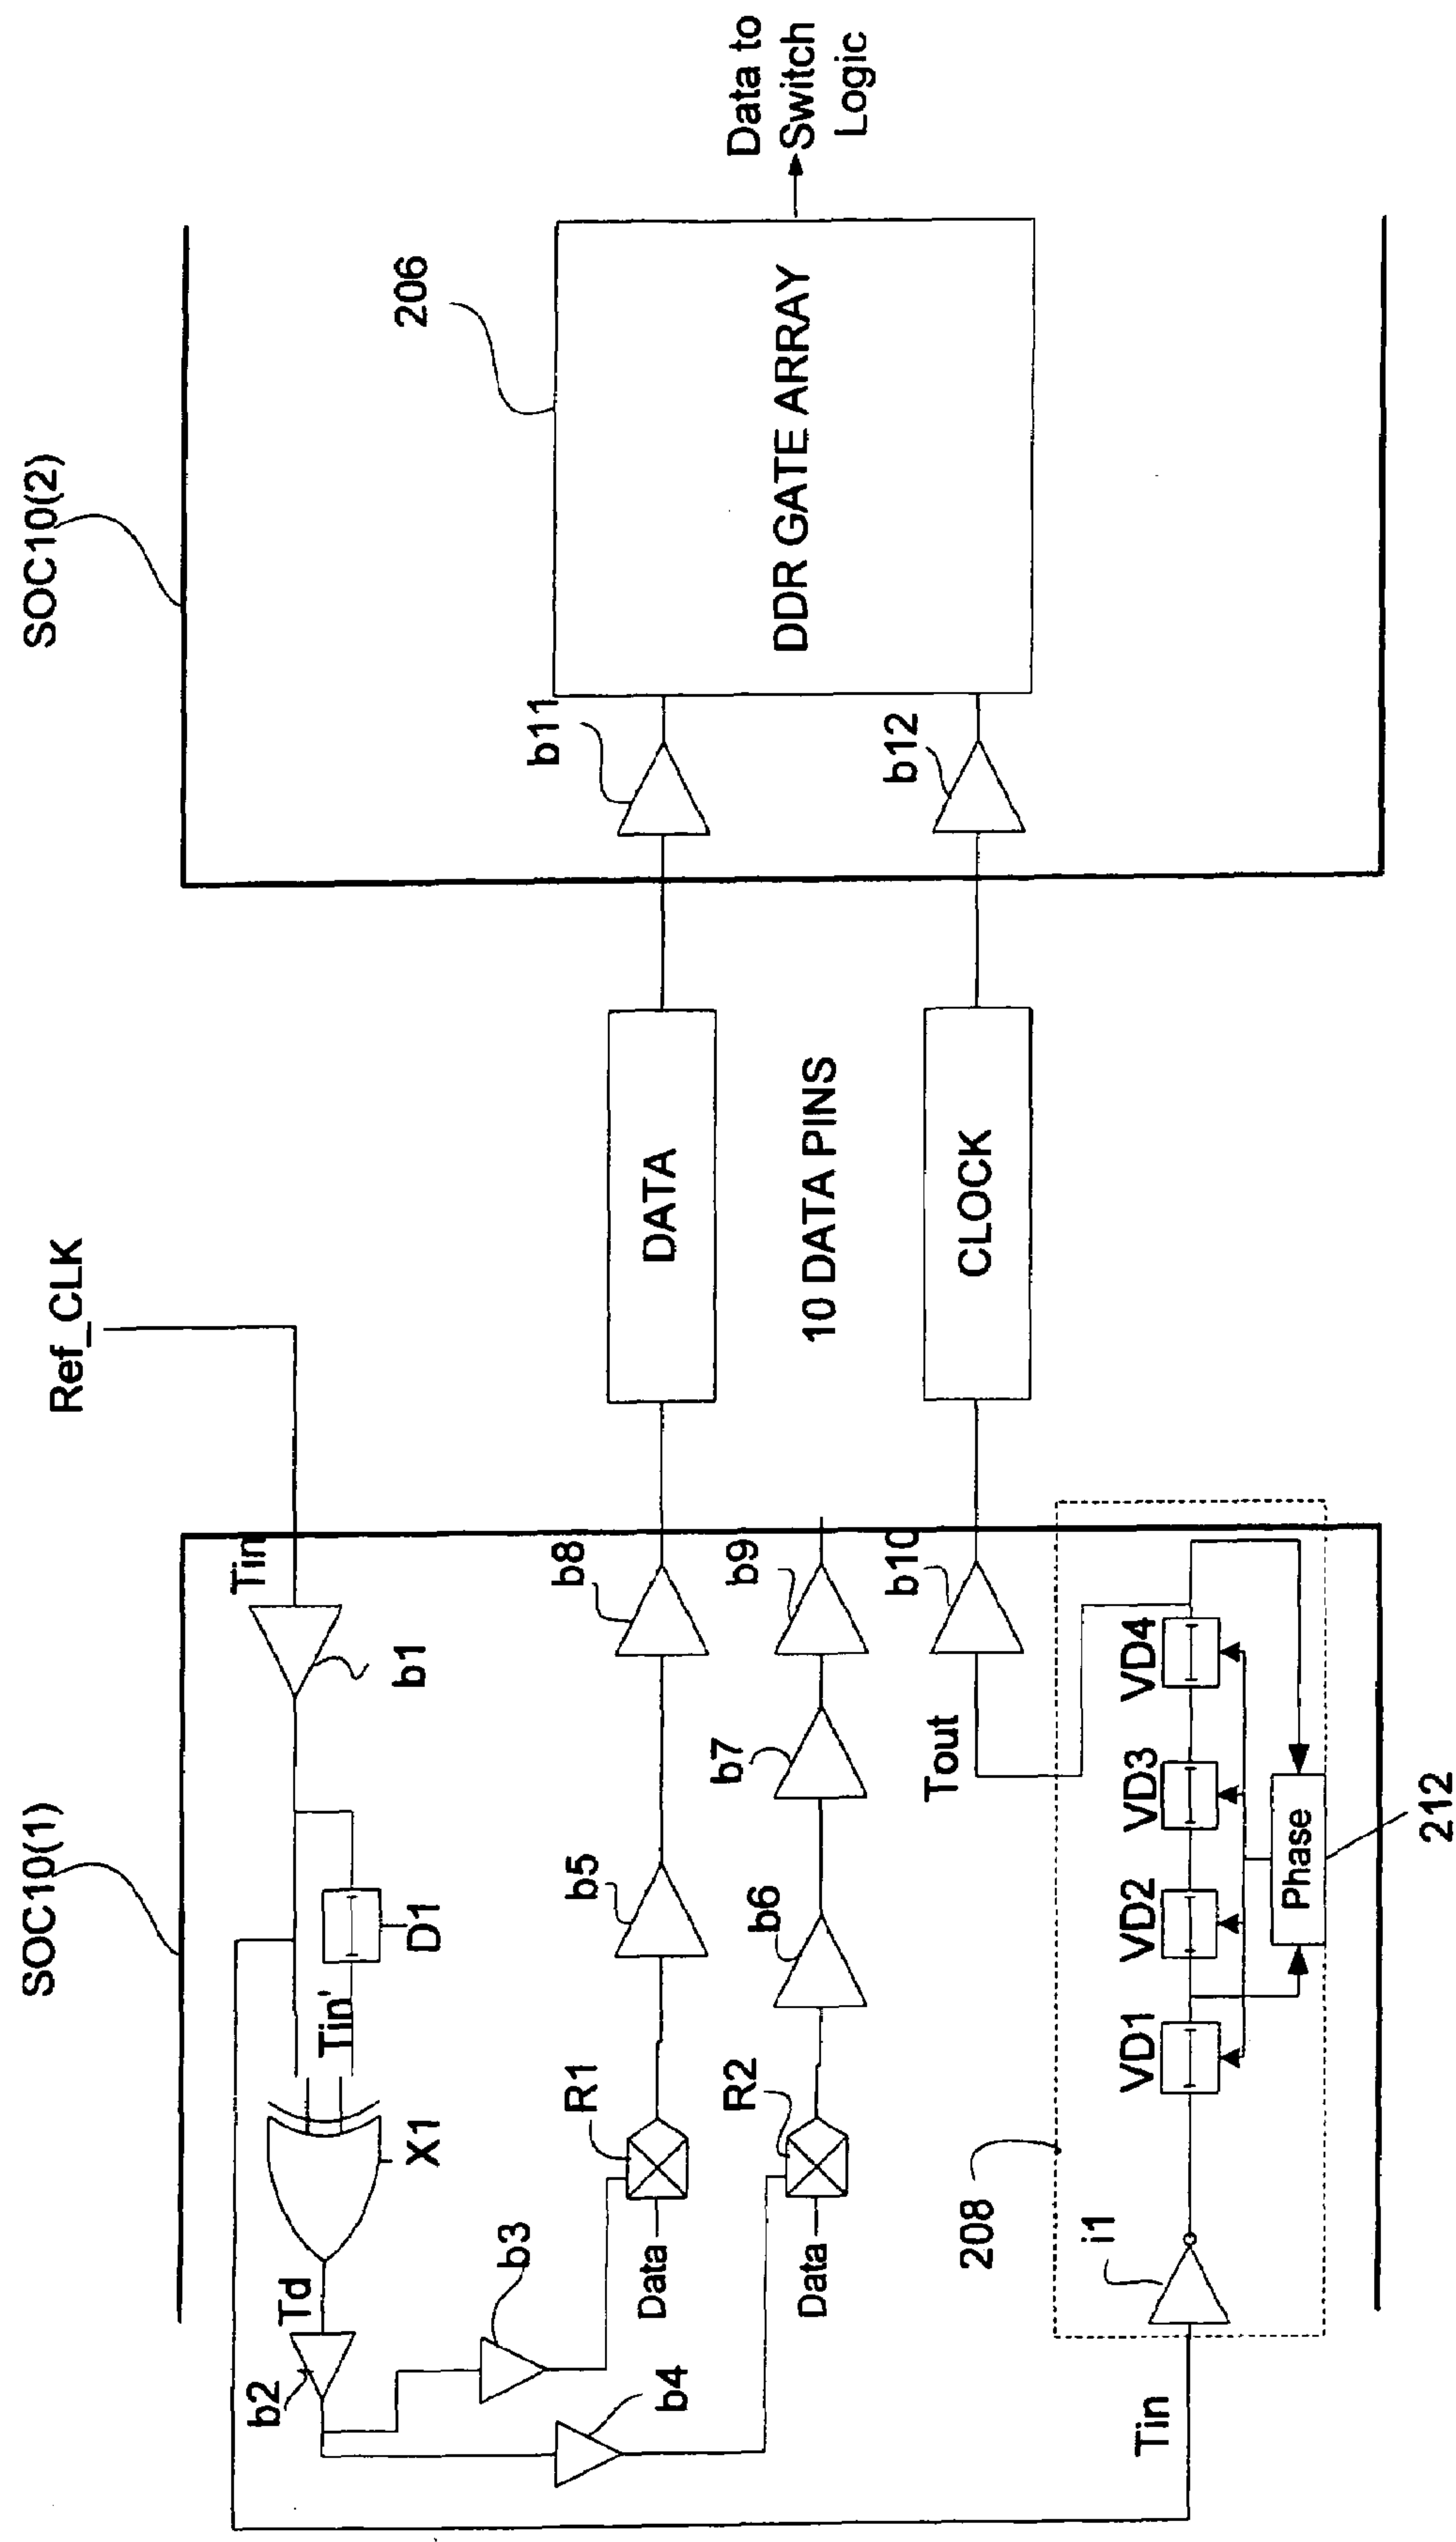 SOC10(1)
Ref_CLK
SOC10(2)
Tin
b1
D1
Tin'
X1
Td
b2
b3
b4
R1
Data
b5
b8
R2
Data
b6
b7
b9
Tout
b10
DATA
10 DATA PINS
CLOCK
b11
b12
206
DDR GATE ARRAY
Data to
Switch
Logic
208
Tin
i1
VD1
VD2
VD3
VD4
Phase
212